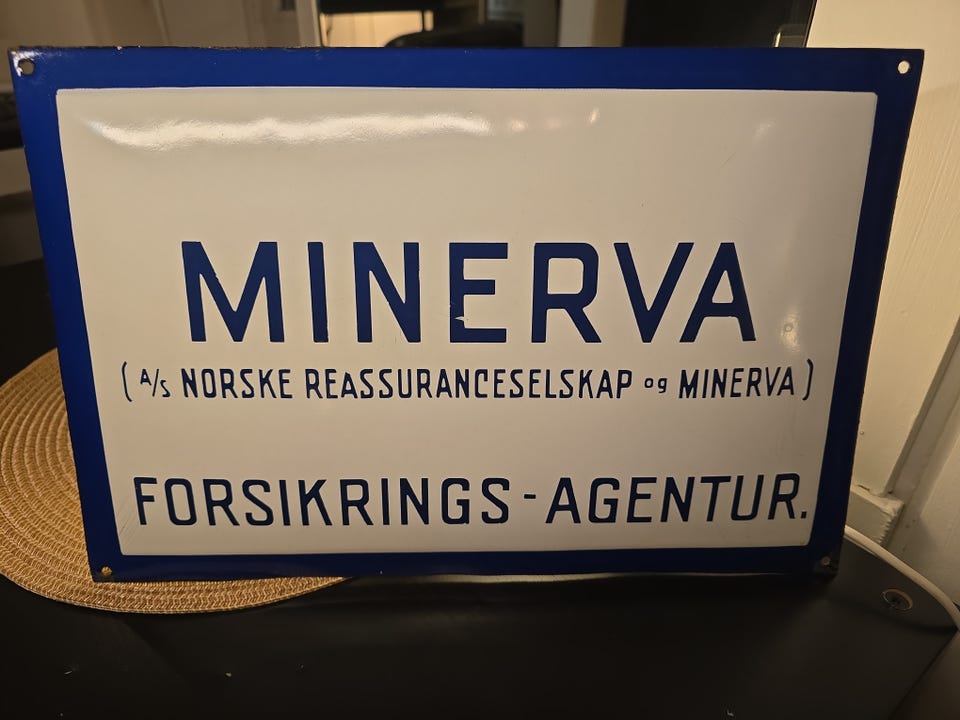 MINERVA
(A/S NORSKE REASSURANCESELSKAP og MINERVA)
FORSIKRINGS-AGENTUR.